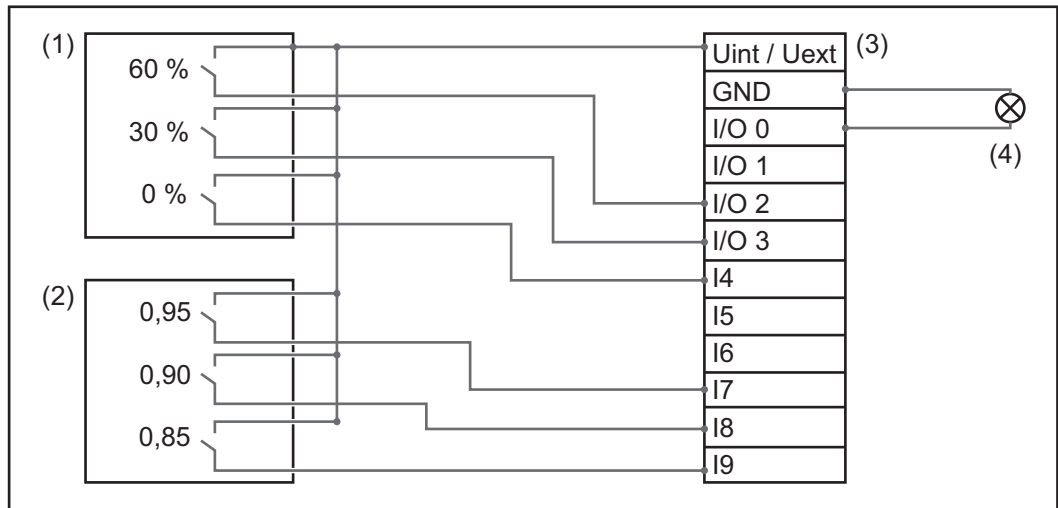 (1)
60 %
30 %
0 %
(2)
0,95
0,90
0,85
(3)
Uint / Uext
GND
I/O 0
I/O 1
I/O 2
I/O 3
I4
I5
I6
I7
I8
I9
(4)